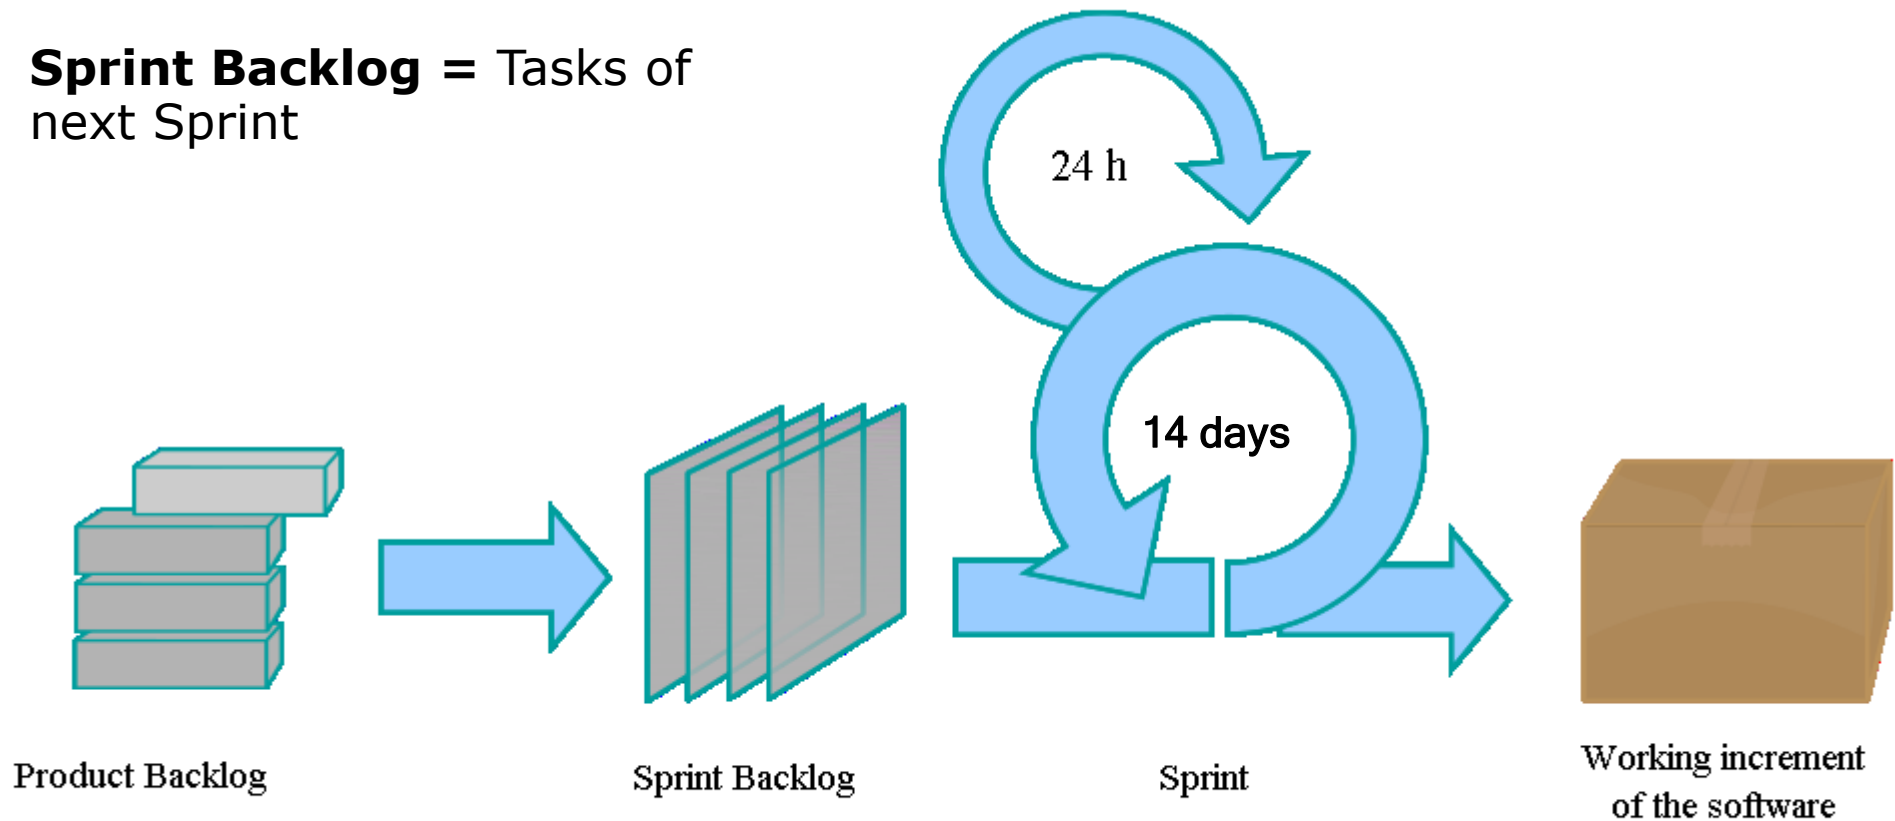 Sprint Backlog = Tasks of
next Sprint
24 h
14 days
Product Backlog
Sprint Backlog
Sprint
Working increment
of the software